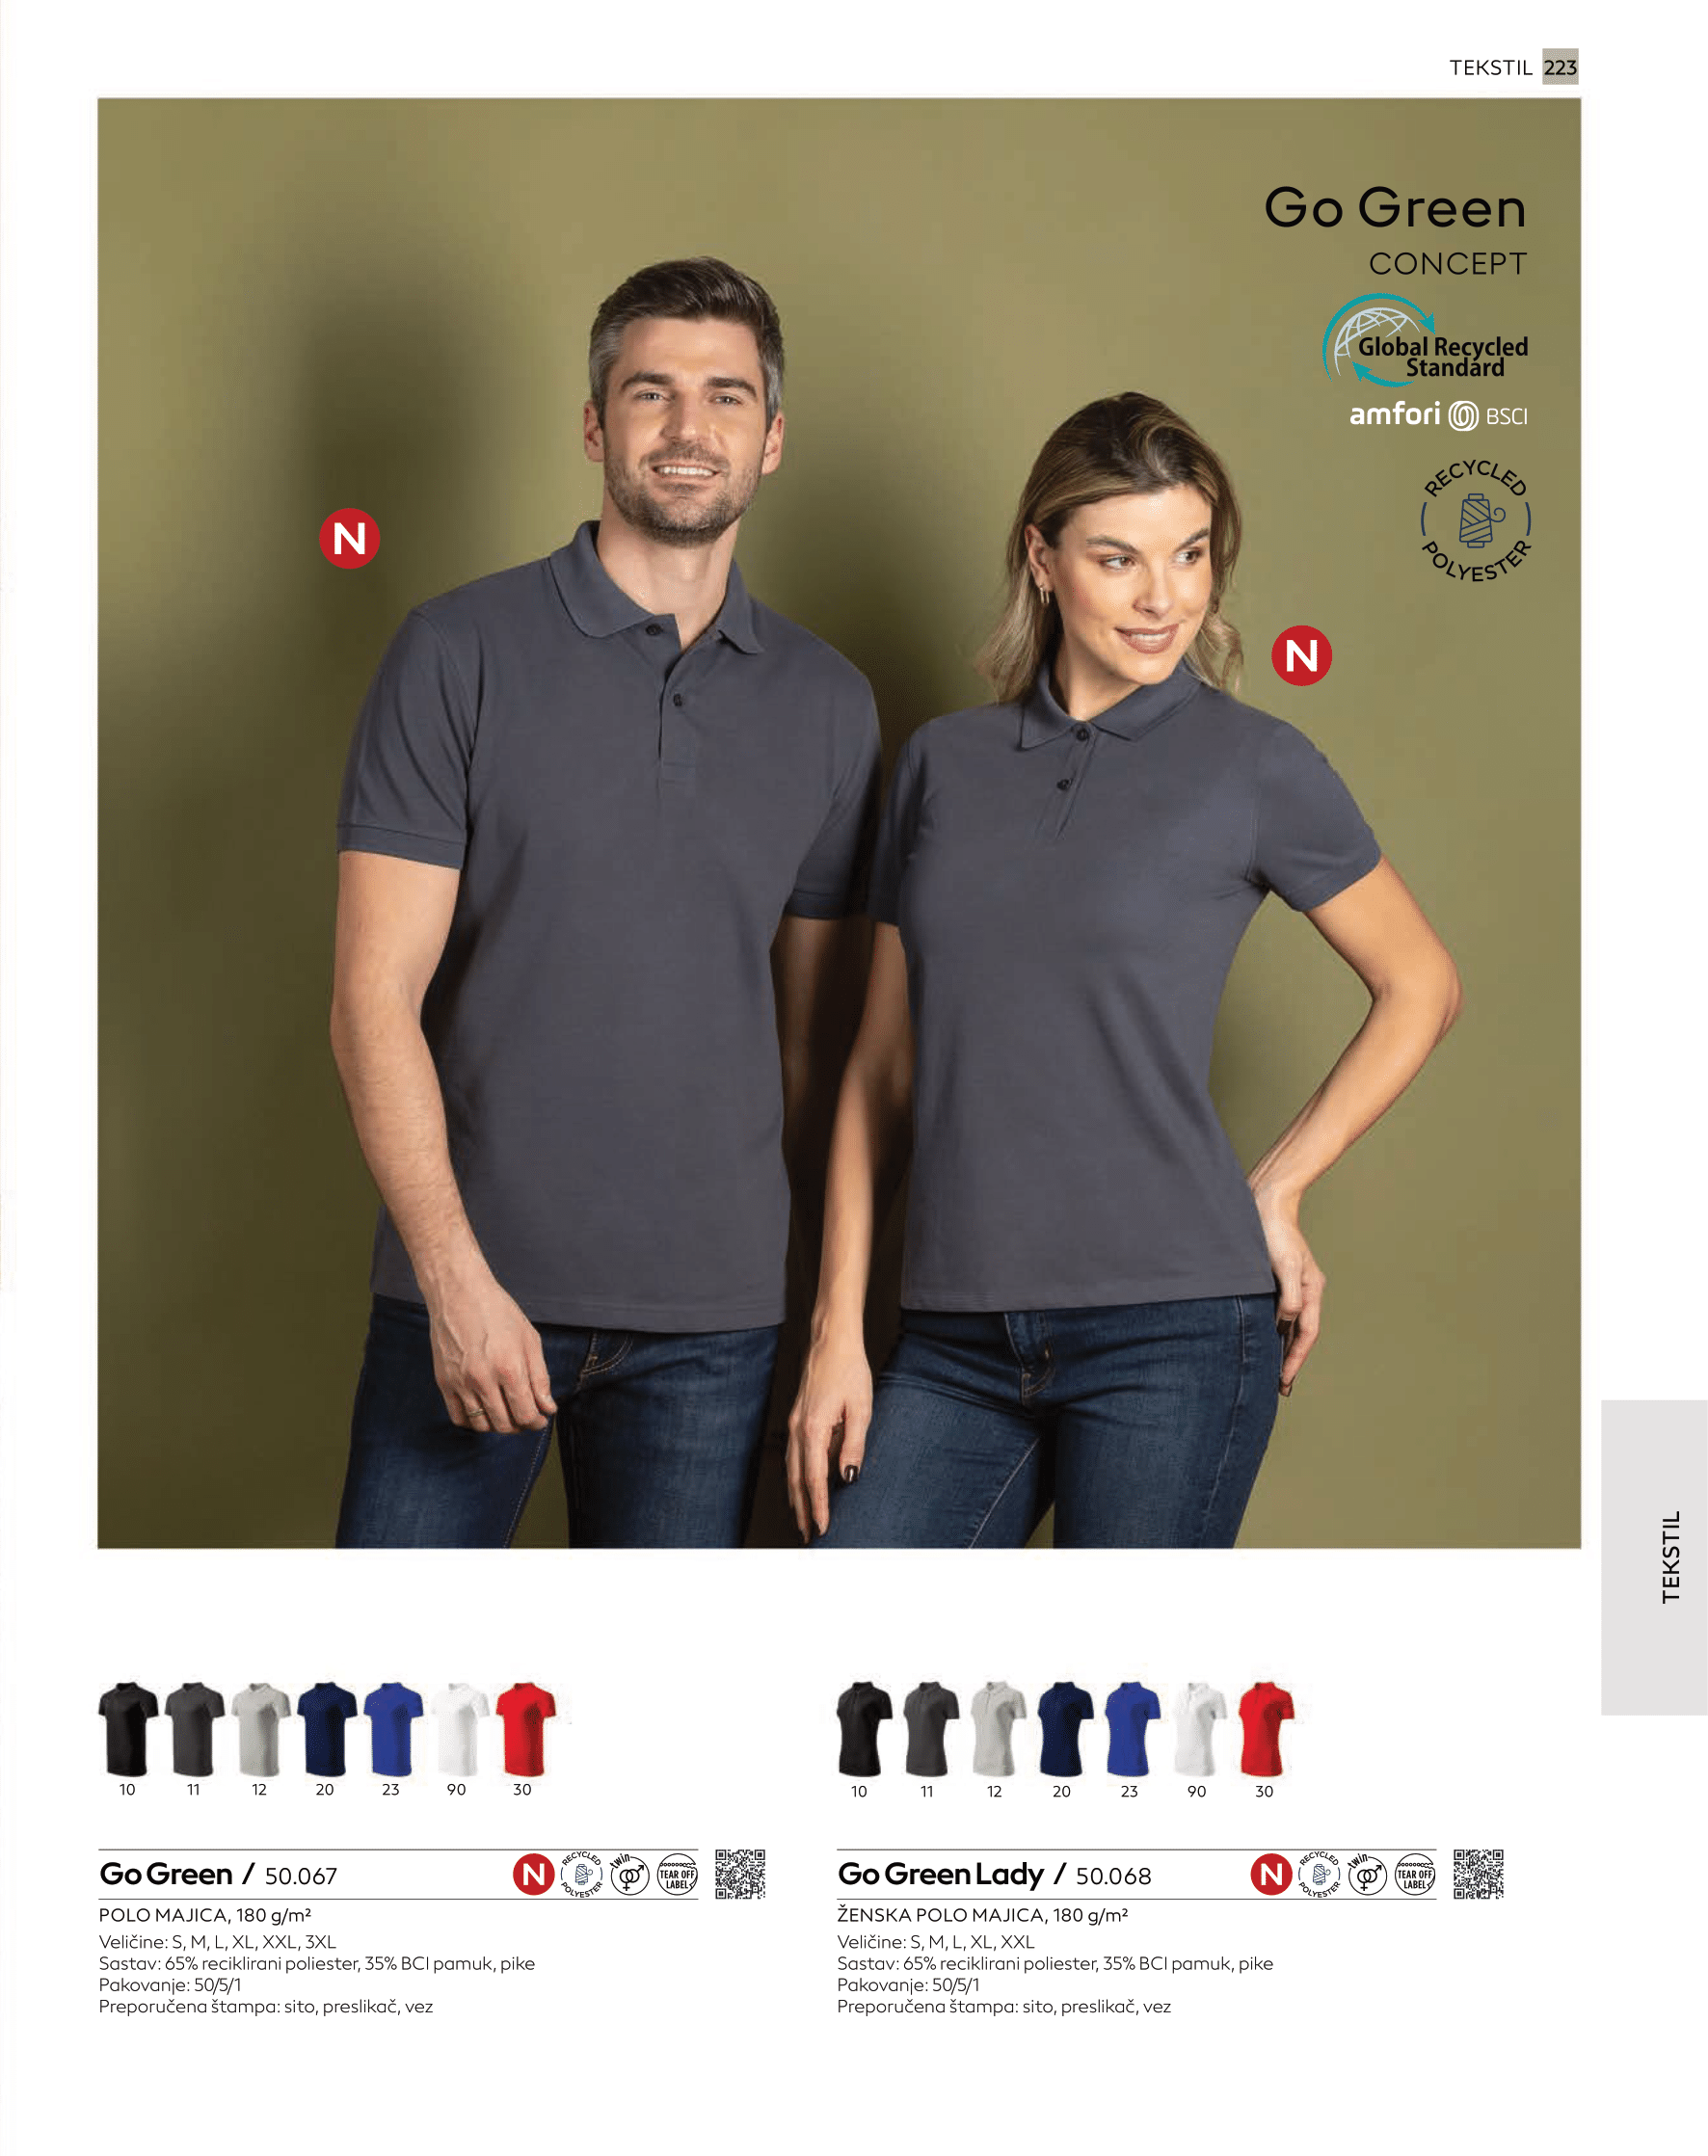 TEKSTIL 223
Go Green
CONCEPT
Global Recycled
Standard
amfori BSCI
RECYCLED
POLYESTER
N
N
TEKSTIL
10 11 12 20 23 90 30
10 11 12 20 23 90 30
Go Green / 50.067
N
RECYCLED
POLYESTER
twin
TEAR OFF
LABEL
POLO MAJICA, 180 g/m²
Veličine: S, M, L, XL, XXL, 3XL
Sastav: 65% reciklirani poliester, 35% BCI pamuk, pike
Pakovanje: 50/5/1
Preporučena štampa: sito, preslikač, vez
Go Green Lady / 50.068
N
RECYCLED
POLYESTER
twin
TEAR OFF
LABEL
ŽENSKA POLO MAJICA, 180 g/m²
Veličine: S, M, L, XL, XXL
Sastav: 65% reciklirani poliester, 35% BCI pamuk, pike
Pakovanje: 50/5/1
Preporučena štampa: sito, preslikač, vez